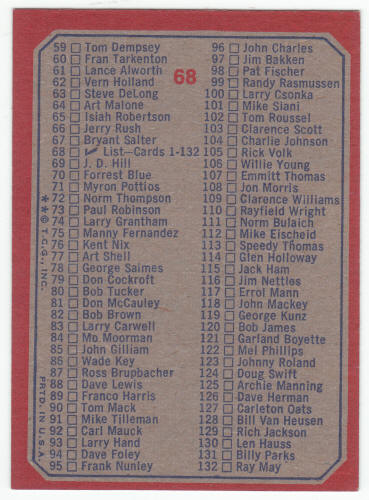 68
59 Tom Dempsey
60 Fran Tarkenton
61 Lance Alworth
62 Vern Holland
63 Steve DeLong
64 Art Malone
65 Isiah Robertson
66 Jerry Rush
67 Bryant Salter
68 List—Cards 1-132
69 J. D. Hill
70 Forrest Blue
71 Myron Pottios
72 Norm Thompson
73 Paul Robinson
74 Larry Grantham
75 Manny Fernandez
76 Kent Nix
77 Art Shell
78 George Saimes
79 Don Cockroft
80 Bob Tucker
81 Don McCauley
82 Bob Brown
83 Larry Carwell
84 Mo Moorman
85 John Gilliam
86 Wade Key
87 Ross Brupbacher
88 Dave Lewis
89 Franco Harris
90 Tom Mack
91 Mike Tilleman
92 Carl Mauck
93 Larry Hand
94 Dave Foley
95 Frank Nunley
96 John Charles
97 Jim Bakken
98 Pat Fischer
99 Randy Rasmussen
100 Larry Csonka
101 Mike Siani
102 Tom Roussel
103 Clarence Scott
104 Charlie Johnson
105 Rick Volk
106 Willie Young
107 Emmitt Thomas
108 Jon Morris
109 Clarence Williams
110 Rayfield Wright
111 Norm Bulaich
112 Mike Eischeid
113 Speedy Thomas
114 Glen Holloway
115 Jack Ham
116 Jim Nettles
117 Errol Mann
118 John Mackey
119 George Kunz
120 Bob James
121 Garland Boyette
122 Mel Phillips
123 Johnny Roland
124 Doug Swift
125 Archie Manning
126 Dave Herman
127 Carleton Oats
128 Bill Van Heusen
129 Rich Jackson
130 Len Hauss
131 Billy Parks
132 Ray May
**© T.C.G., INC. PRTD. IN U.S.A.